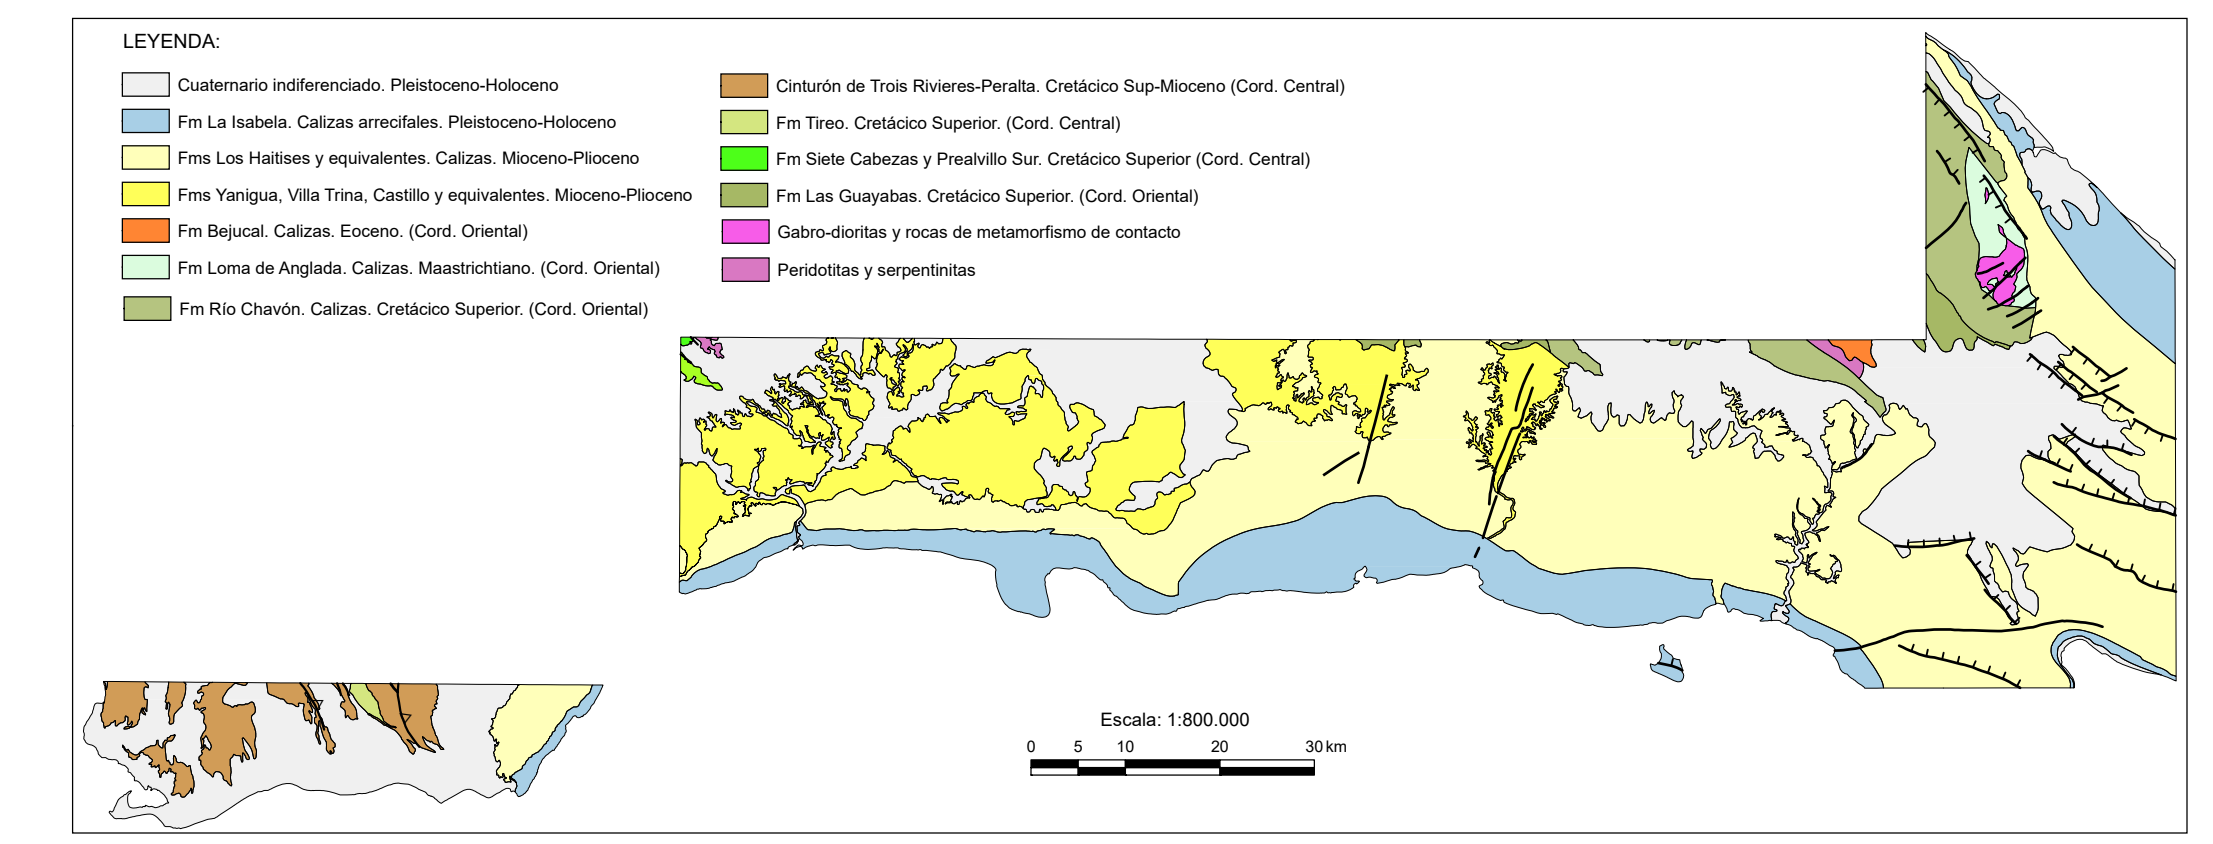 LEYENDA:
Cuaternario indiferenciado. Pleistoceno-Holoceno
Fm La Isabela. Calizas arrecifales. Pleistoceno-Holoceno
Fms Los Haitises y equivalentes. Calizas. Mioceno-Plioceno
Fms Yanigua, Villa Trina, Castillo y equivalentes. Mioceno-Plioceno
Fm Bejucal. Calizas. Eoceno. (Cord. Oriental)
Fm Loma de Anglada. Calizas. Maastrichtiano. (Cord. Oriental)
Fm Río Chavón. Calizas. Cretácico Superior. (Cord. Oriental)
Cinturón de Trois Rivieres-Peralta. Cretácico Sup-Mioceno (Cord. Central)
Fm Tireo. Cretácico Superior. (Cord. Central)
Fm Siete Cabezas y Prealvillo Sur. Cretácico Superior (Cord. Central)
Fm Las Guayabas. Cretácico Superior. (Cord. Oriental)
Gabro-dioritas y rocas de metamorfismo de contacto
Peridotitas y serpentinitas
Escala: 1:800.000
0 5 10 20 30 km